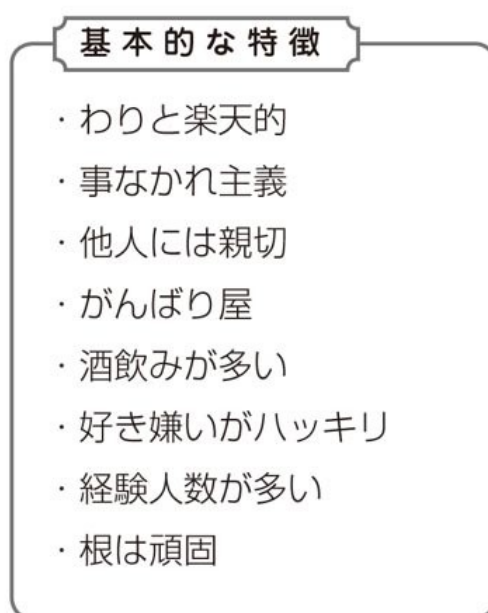 基本的な特徴
・わりと楽天的
・事なかれ主義
・他人には親切
・がんばり屋
・酒飲みが多い
・好き嫌いがハッキリ
・経験人数が多い
・根は頑固